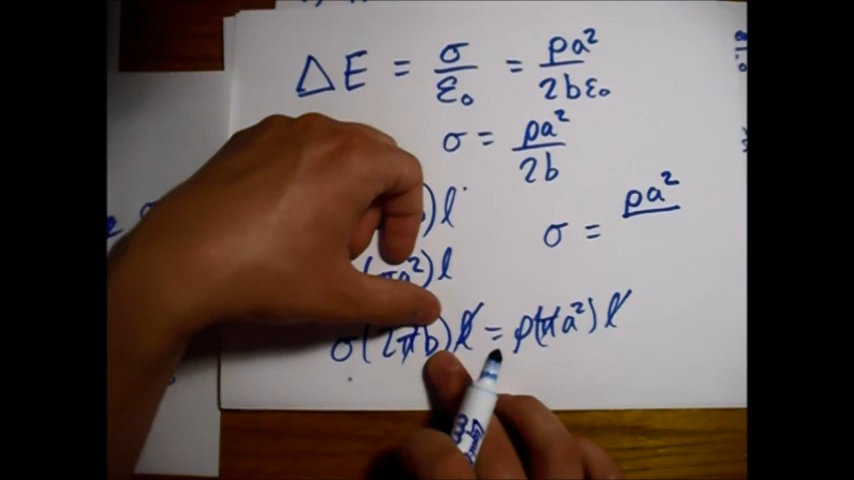 ΔE = σ/ε₀ = ρa²/2bε₀
σ = ρa²/2b
)l
(πa²)l
σ = ρa²
σ(2πb)l = ρ(πa²)l